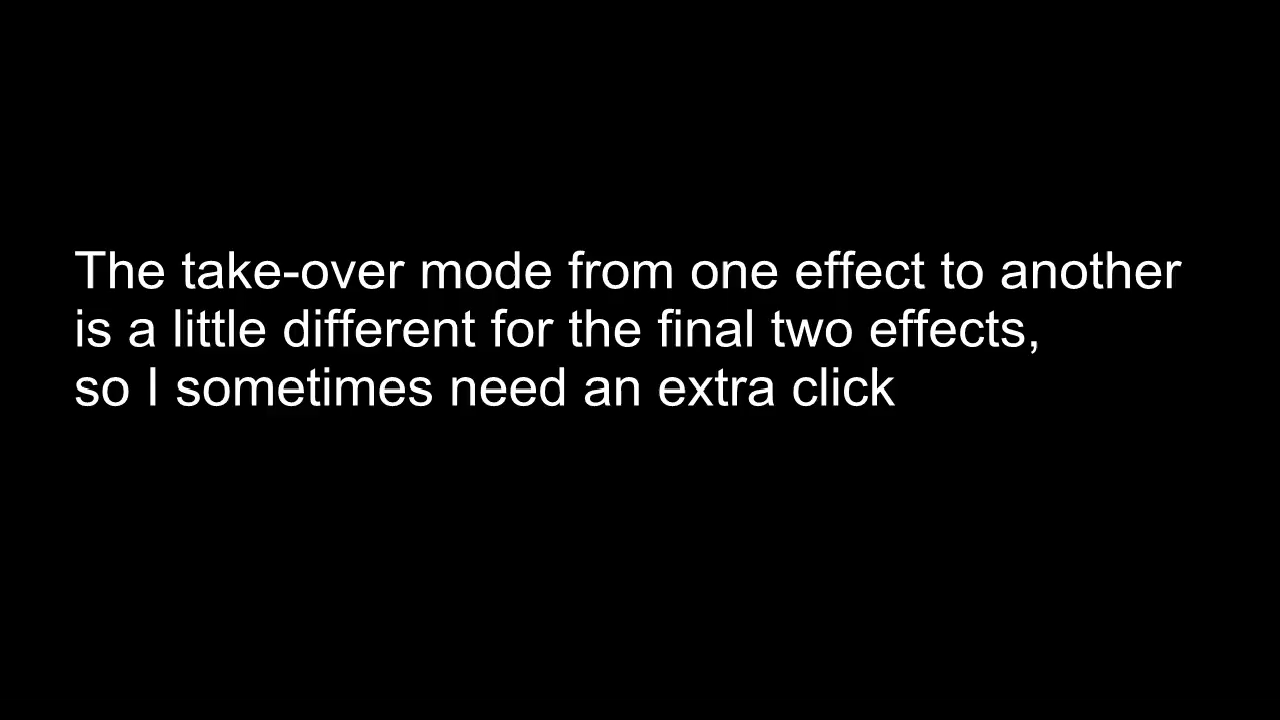 The take-over mode from one effect to another
is a little different for the final two effects,
so I sometimes need an extra click